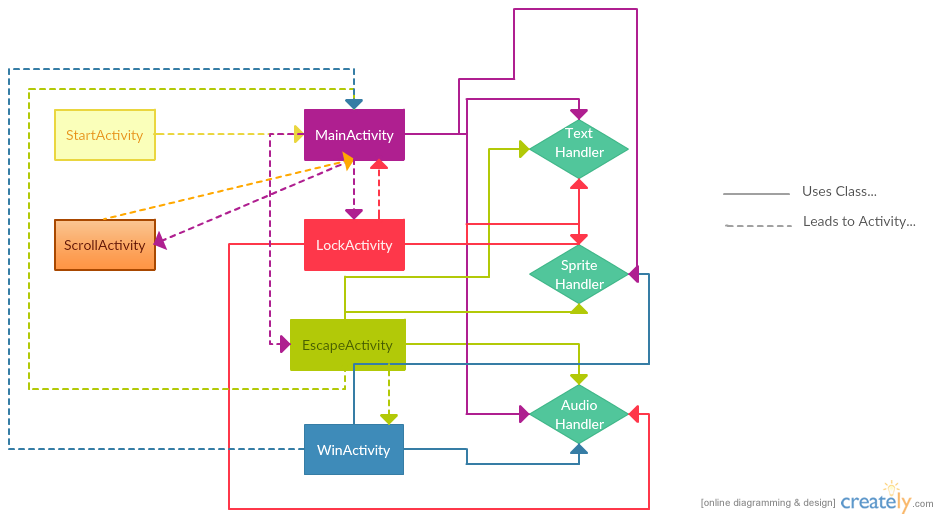 StartActivity
MainActivity
Text
Handler
Uses Class...
Leads to Activity...
ScrollActivity
LockActivity
Sprite
Handler
EscapeActivity
Audio
Handler
WinActivity
[online diagramming & design] creately.com